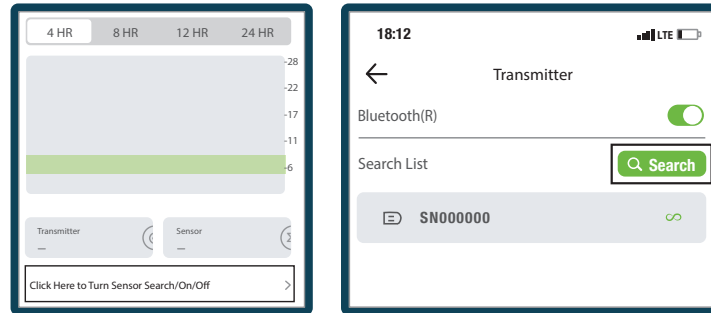 4 HR 8 HR 12 HR 24 HR
-28
-22
-17
-11
-6
Transmitter
–
Sensor
–
Click Here to Turn Sensor Search/On/Off >
18:12
LTE
Transmitter
Bluetooth(R)
Search List
Search
SN000000